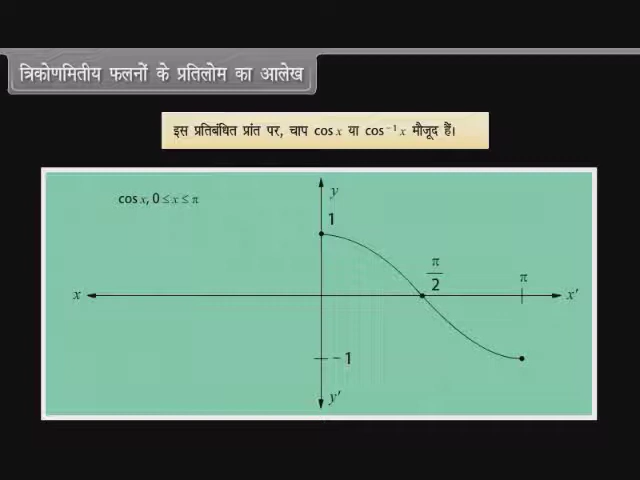 त्रिकोणमितीय फलनों के प्रतिलोम का आलेख
इस प्रतिबंधित प्रांत पर, चाप cos x या cos⁻¹ x मौजूद हैं।
cos x, 0 ≤ x ≤ π
y
1
π/2
π
x
x′
−1
y′